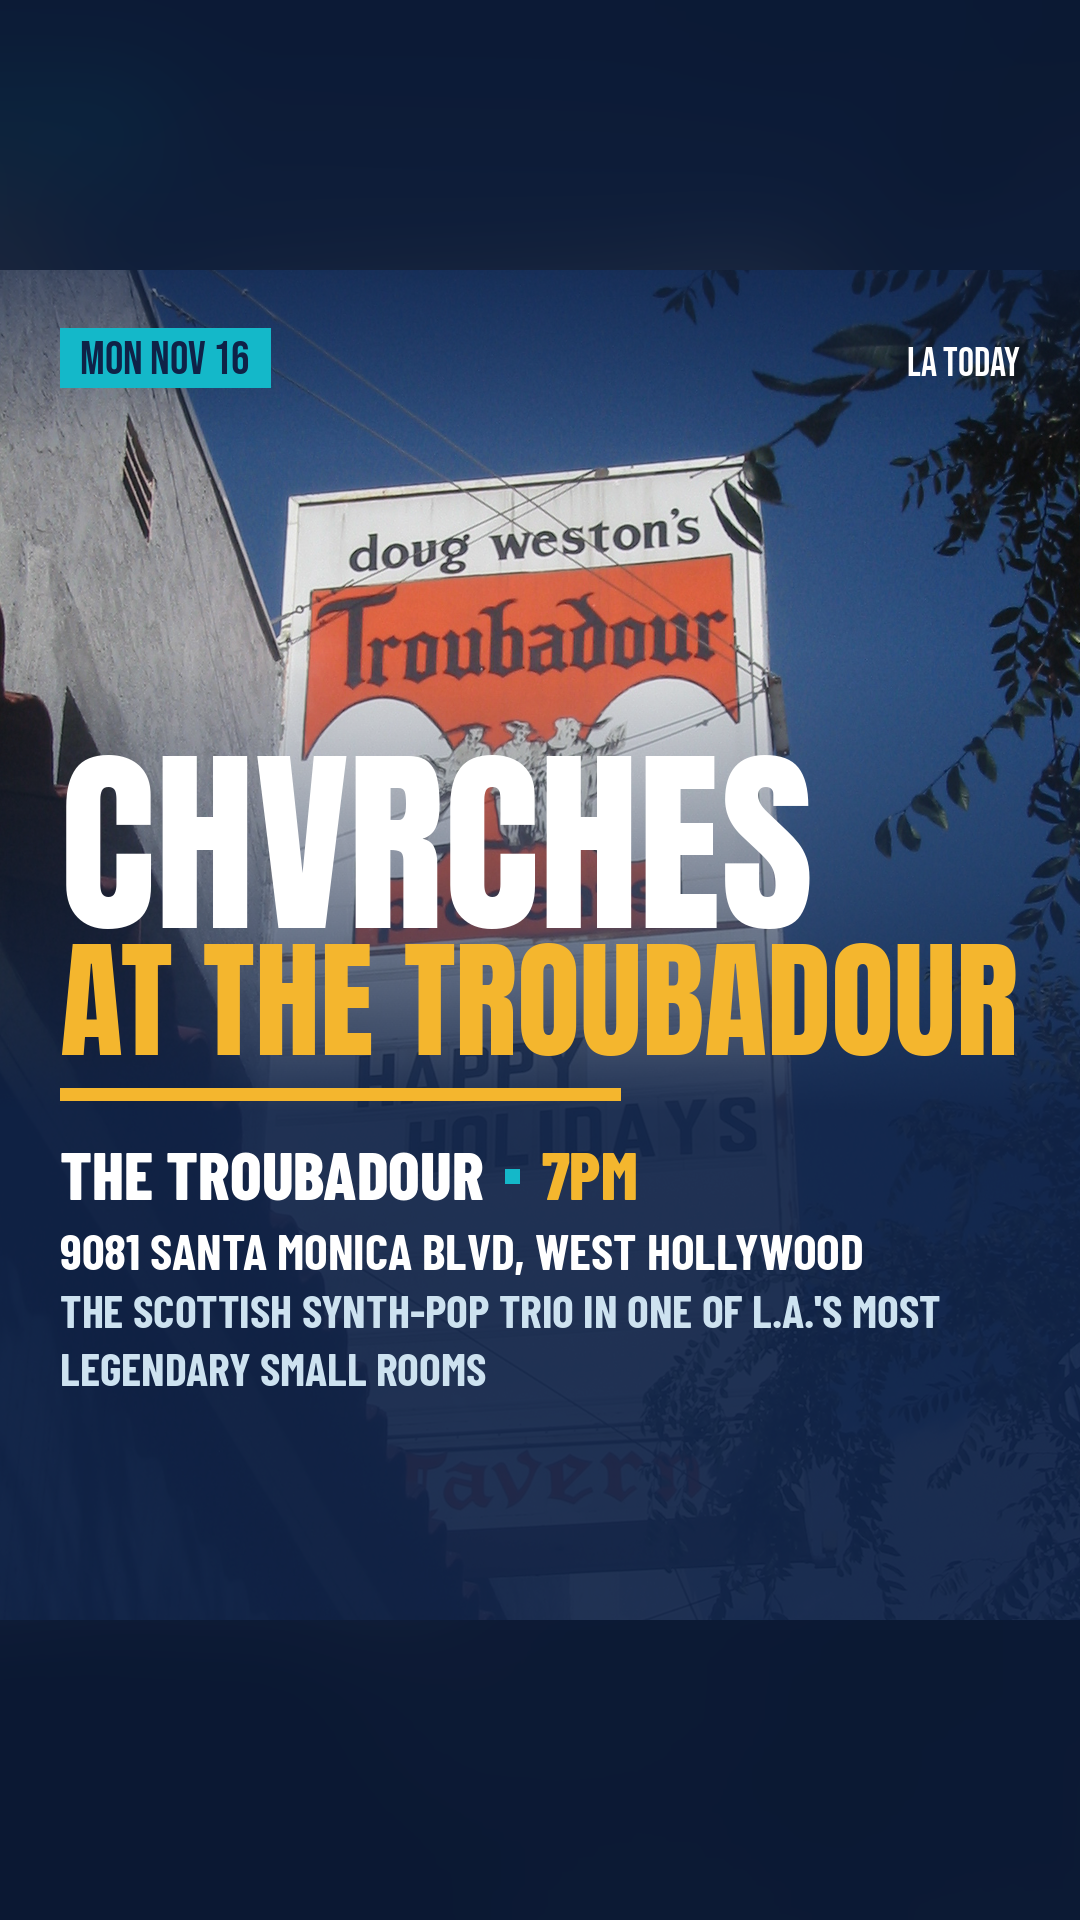 MON NOV 16
LA TODAY
doug weston's
Troubadour
CHVRCHES
AT THE TROUBADOUR
HAPPY
HOLIDAYS
THE TROUBADOUR ▪ 7PM
9081 SANTA MONICA BLVD, WEST HOLLYWOOD
THE SCOTTISH SYNTH-POP TRIO IN ONE OF L.A.'S MOST
LEGENDARY SMALL ROOMS
Tavern